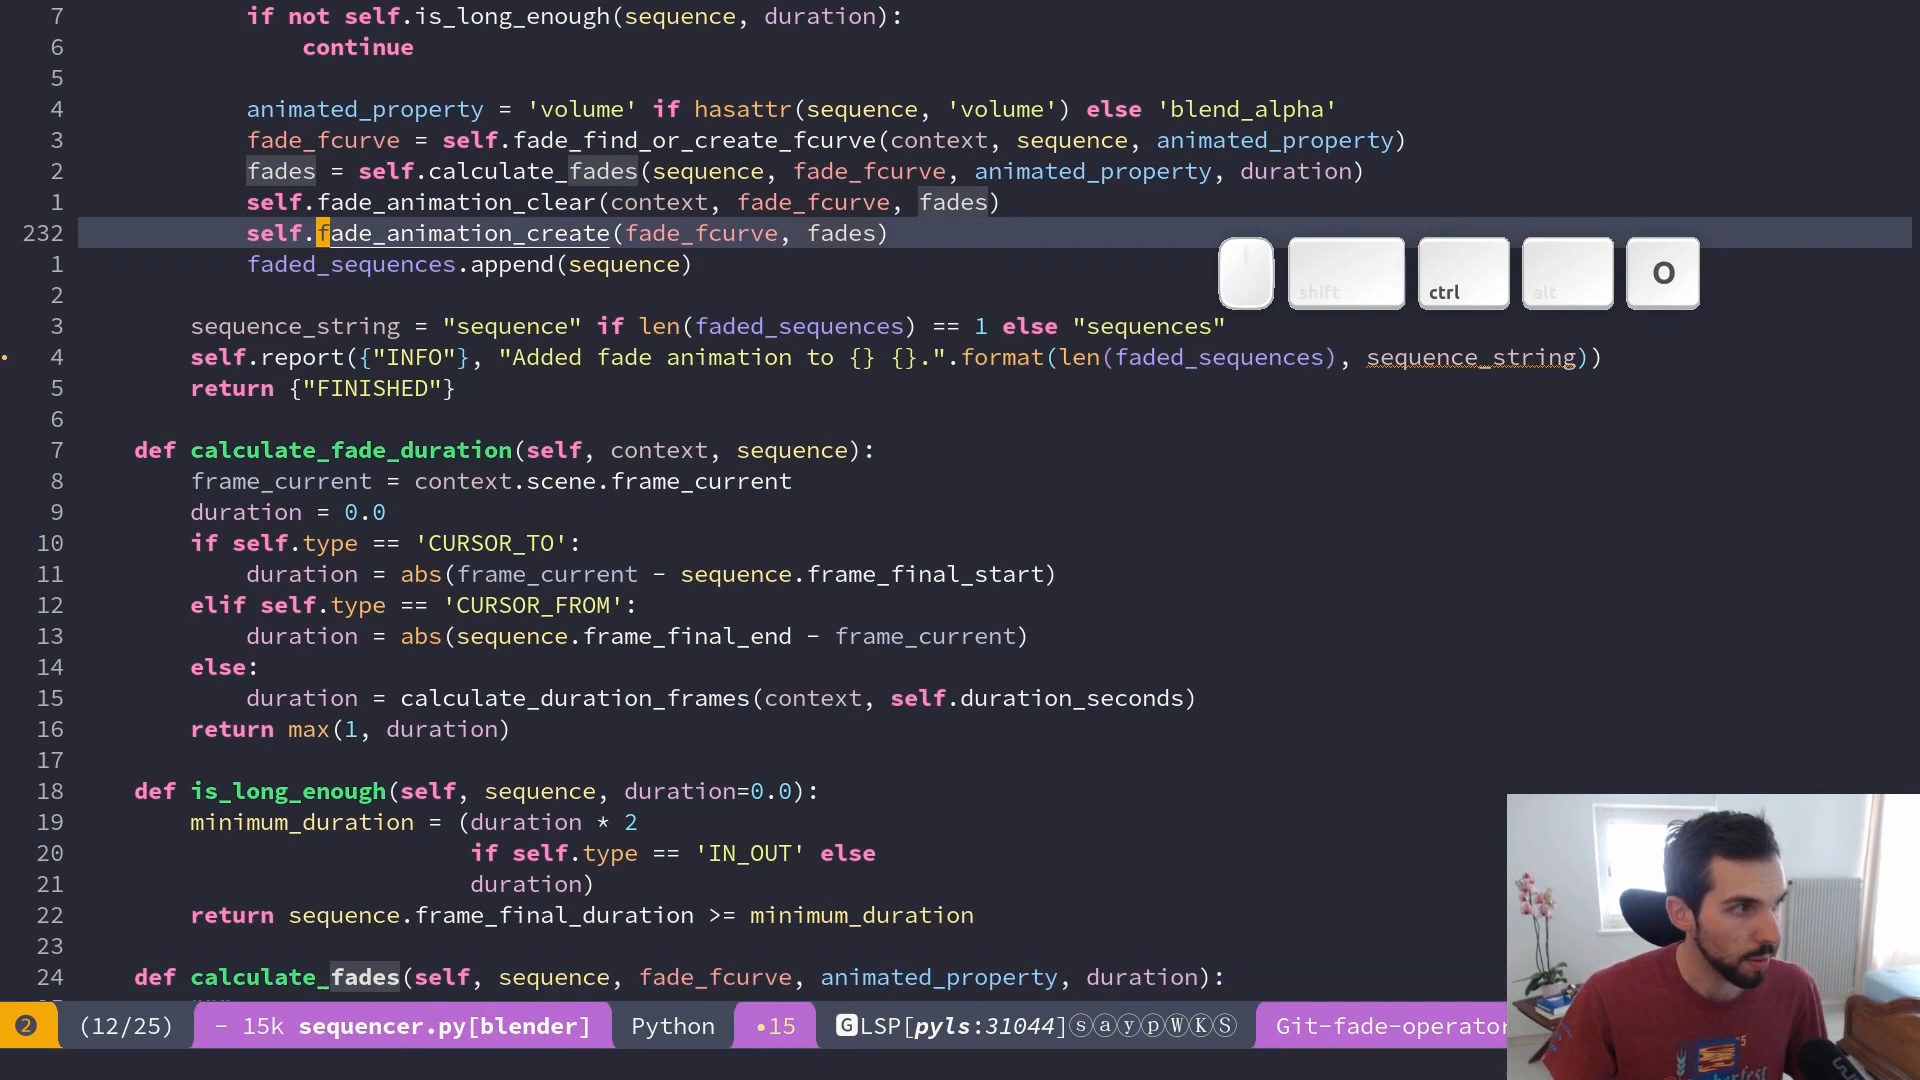 7 if not self.is_long_enough(sequence, duration):
6 continue
5
4 animated_property = 'volume' if hasattr(sequence, 'volume') else 'blend_alpha'
3 fade_fcurve = self.fade_find_or_create_fcurve(context, sequence, animated_property)
2 fades = self.calculate_fades(sequence, fade_fcurve, animated_property, duration)
1 self.fade_animation_clear(context, fade_fcurve, fades)
232 self.fade_animation_create(fade_fcurve, fades)
1 faded_sequences.append(sequence)
shift ctrl alt O
2
3 sequence_string = "sequence" if len(faded_sequences) == 1 else "sequences"
4 self.report({"INFO"}, "Added fade animation to {} {}.".format(len(faded_sequences), sequence_string))
5 return {"FINISHED"}
6
7 def calculate_fade_duration(self, context, sequence):
8 frame_current = context.scene.frame_current
9 duration = 0.0
10 if self.type == 'CURSOR_TO':
11 duration = abs(frame_current - sequence.frame_final_start)
12 elif self.type == 'CURSOR_FROM':
13 duration = abs(sequence.frame_final_end - frame_current)
14 else:
15 duration = calculate_duration_frames(context, self.duration_seconds)
16 return max(1, duration)
17
18 def is_long_enough(self, sequence, duration=0.0):
19 minimum_duration = (duration * 2
20 if self.type == 'IN_OUT' else
21 duration)
22 return sequence.frame_final_duration >= minimum_duration
23
24 def calculate_fades(self, sequence, fade_fcurve, animated_property, duration):
❷ (12/25) - 15k sequencer.py[blender] Python •15 GLSP[pyls:31044]ⓢⓐⓨⓟⓌⓀⓈ Git-fade-operator